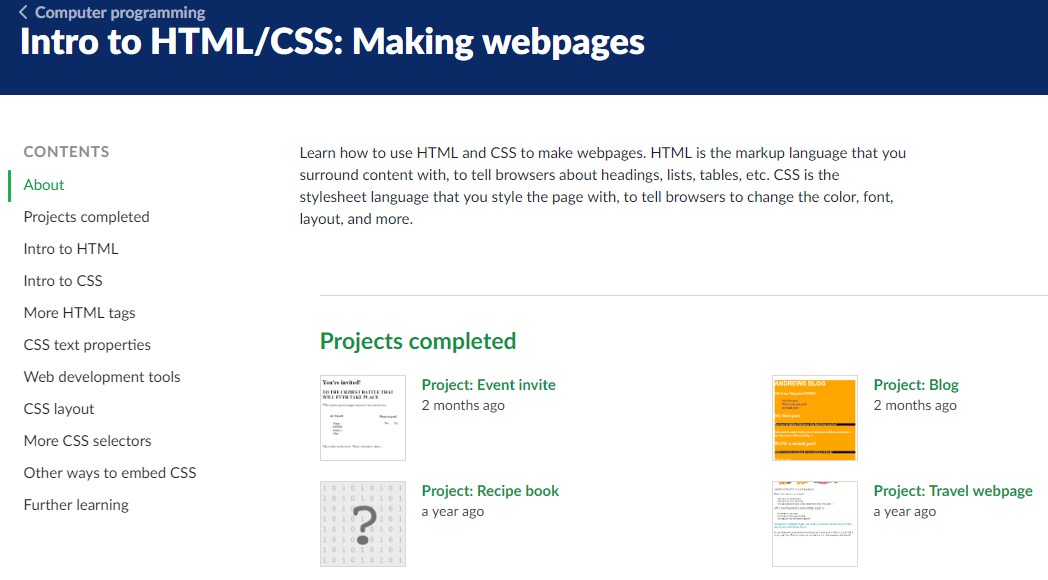 Computer programming
Intro to HTML/CSS: Making webpages
CONTENTS
About
Projects completed
Intro to HTML
Intro to CSS
More HTML tags
CSS text properties
Web development tools
CSS layout
More CSS selectors
Other ways to embed CSS
Further learning
Learn how to use HTML and CSS to make webpages. HTML is the markup language that you
surround content with, to tell browsers about headings, lists, tables, etc. CSS is the
stylesheet language that you style the page with, to tell browsers to change the color, font,
layout, and more.
Projects completed
You're invited!
TO THE CRZIEST BATTLE THAT
WILL EVER TAKE PLACE
Project: Event invite
2 months ago
ANDREWS BLOG
Project: Blog
2 months ago
?
Project: Recipe book
a year ago
Project: Travel webpage
a year ago